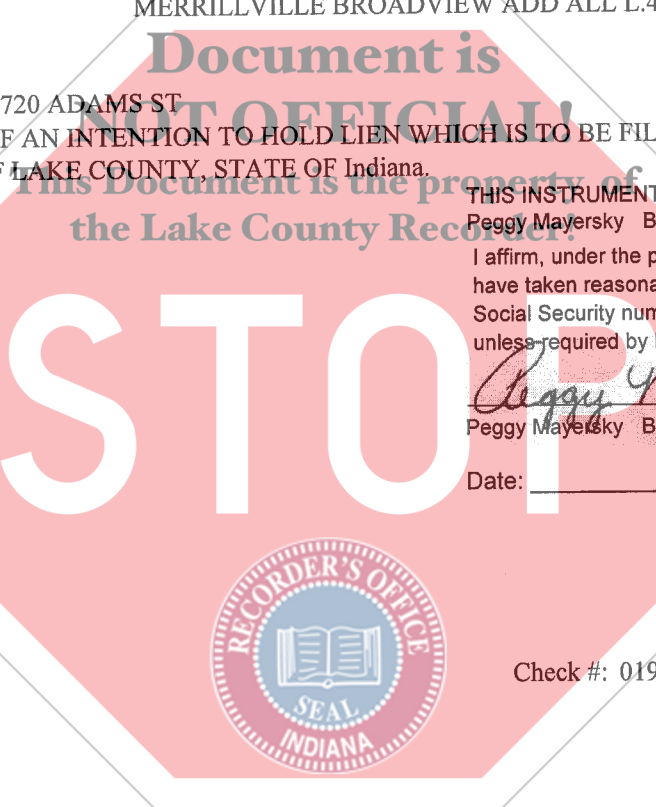 MERRILLVILLE BROADVIEW ADD ALL L.4
Document is
720 ADAMS ST
NOT OFFICIAL!
F AN INTENTION TO HOLD LIEN WHICH IS TO BE FIL
F LAKE COUNTY, STATE OF Indiana.
This Document is the property of
the Lake County Recorder!
THIS INSTRUMENT
Peggy Mayersky B
I affirm, under the p
have taken reasona
Social Security num
unless required by
Peggy
Peggy Mayersky B
Date:
STOP
RECORDER'S OFFICE
SEAL
INDIANA
Check #: 019